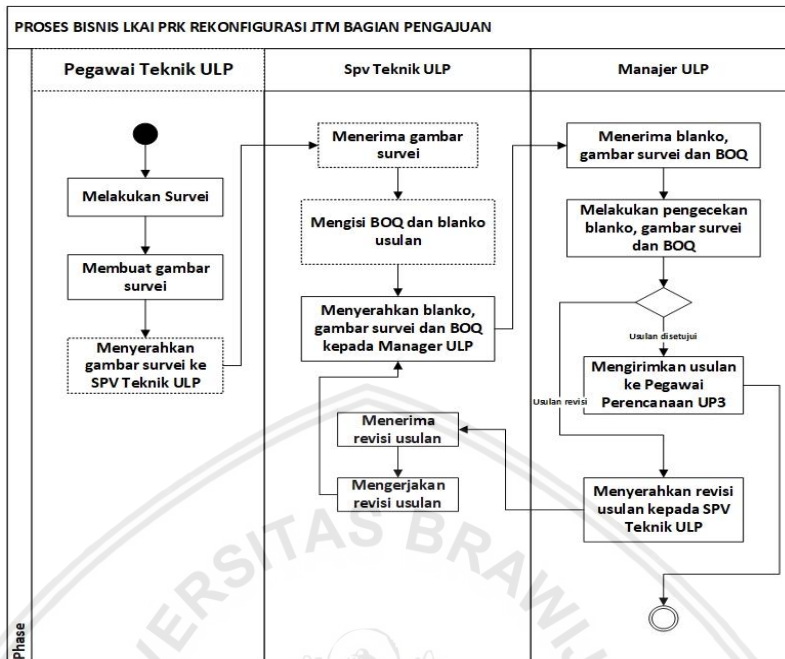 PROSES BISNIS LKAI PRK REKONFIGURASI JTM BAGIAN PENGAJUAN
Pegawai Teknik ULP
Spv Teknik ULP
Manajer ULP
Melakukan Survei
Membuat gambar
survei
Menyerahkan
gambar survei ke
SPV Teknik ULP
Menerima gambar
survei
Mengisi BOQ dan blanko
usulan
Menyerahkan blanko,
gambar survei dan BOQ
kepada Manager ULP
Menerima
revisi usulan
Mengerjakan
revisi usulan
Menerima blanko,
gambar survei dan BOQ
Melakukan pengecekan
blanko, gambar survei
dan BOQ
Usulan disetujui
Mengirimkan usulan
ke Pegawai
Perencanaan UP3
Usulan revisi
Menyerahkan revisi
usulan kepada SPV
Teknik ULP
Phase
NIVERSITAS BRAWIJ